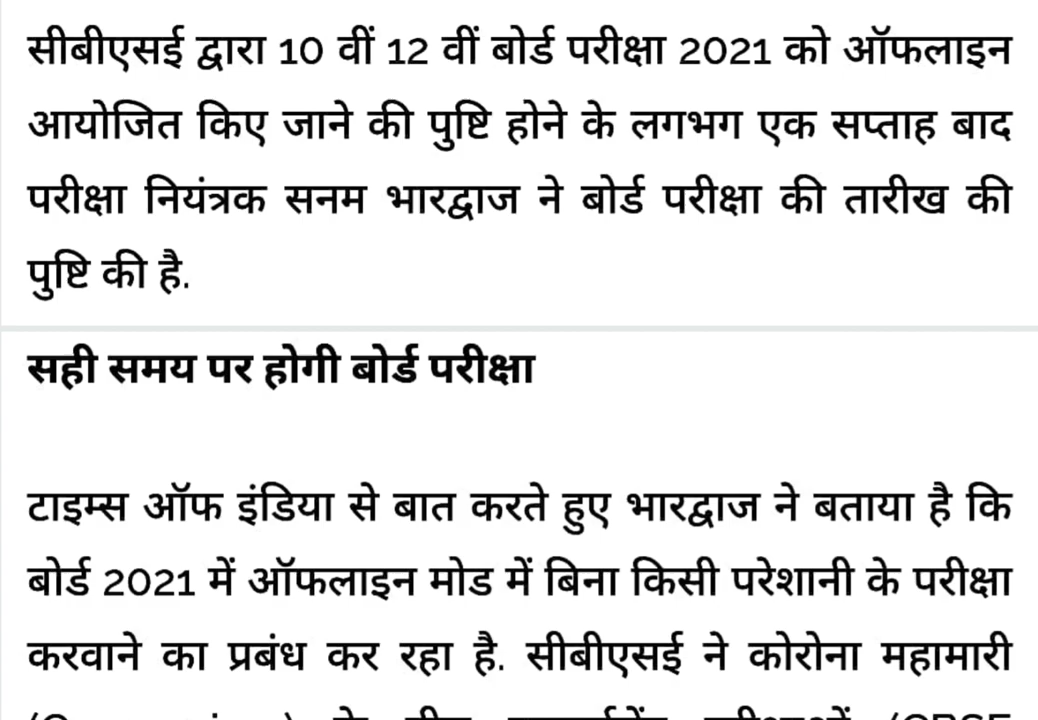 सीबीएसई द्वारा 10 वीं 12 वीं बोर्ड परीक्षा 2021 को ऑफलाइन
आयोजित किए जाने की पुष्टि होने के लगभग एक सप्ताह बाद
परीक्षा नियंत्रक सनम भारद्वाज ने बोर्ड परीक्षा की तारीख की
पुष्टि की है.
सही समय पर होगी बोर्ड परीक्षा
टाइम्स ऑफ इंडिया से बात करते हुए भारद्वाज ने बताया है कि
बोर्ड 2021 में ऑफलाइन मोड में बिना किसी परेशानी के परीक्षा
करवाने का प्रबंध कर रहा है. सीबीएसई ने कोरोना महामारी